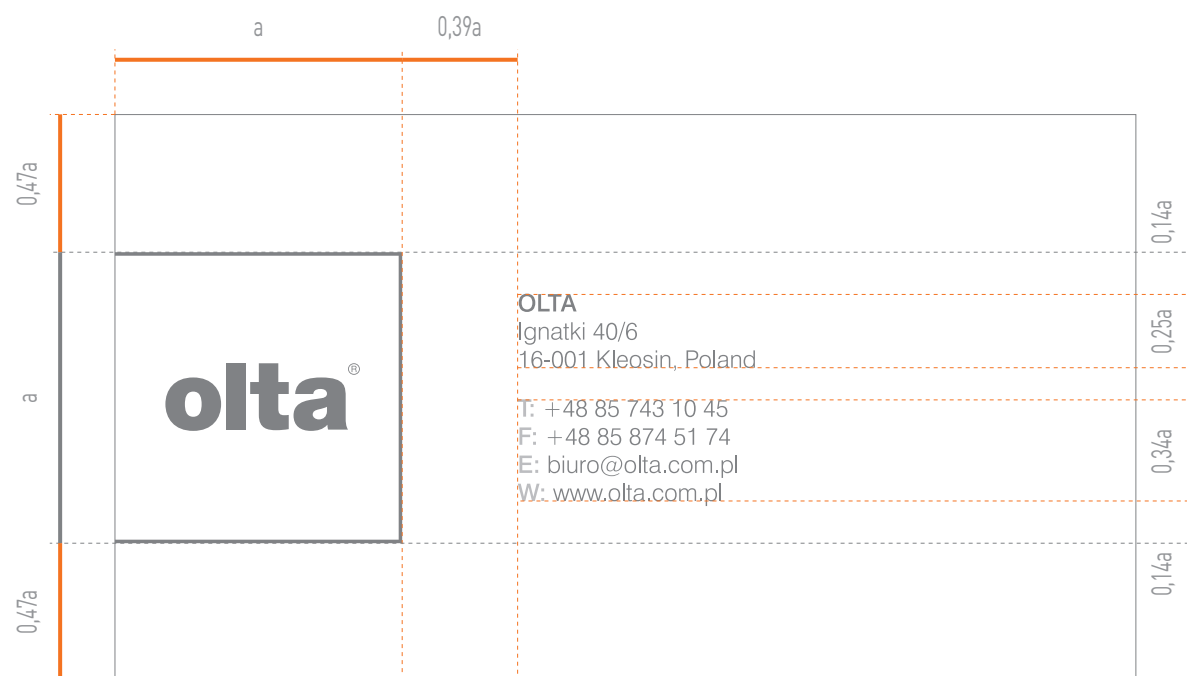 a
0,39a
0,47a
a
0,47a
olta®
OLTA
Ignatki 40/6
16-001 Kleosin, Poland
T: +48 85 743 10 45
F: +48 85 874 51 74
E: biuro@olta.com.pl
W: www.olta.com.pl
0,14a
0,25a
0,34a
0,14a